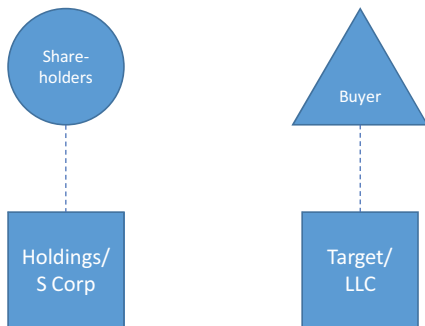 Share-
holders
Buyer
Holdings/
S Corp
Target/
LLC